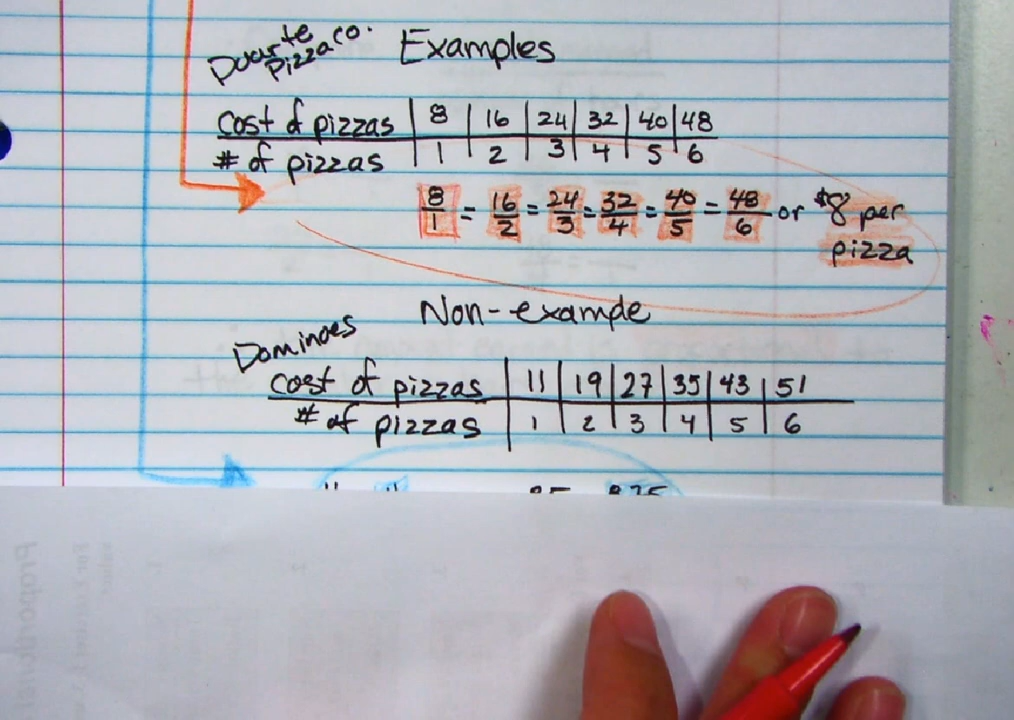 Duarte Pizza Co.
Examples
Cost of pizzas | 8 | 16 | 24 | 32 | 40 | 48
# of pizzas | 1 | 2 | 3 | 4 | 5 | 6
8/1 = 16/2 = 24/3 = 32/4 = 40/5 = 48/6 or $8 per
pizza
Non-example
Dominoes
Cost of pizzas | 11 | 19 | 27 | 35 | 43 | 51
# of pizzas | 1 | 2 | 3 | 4 | 5 | 6